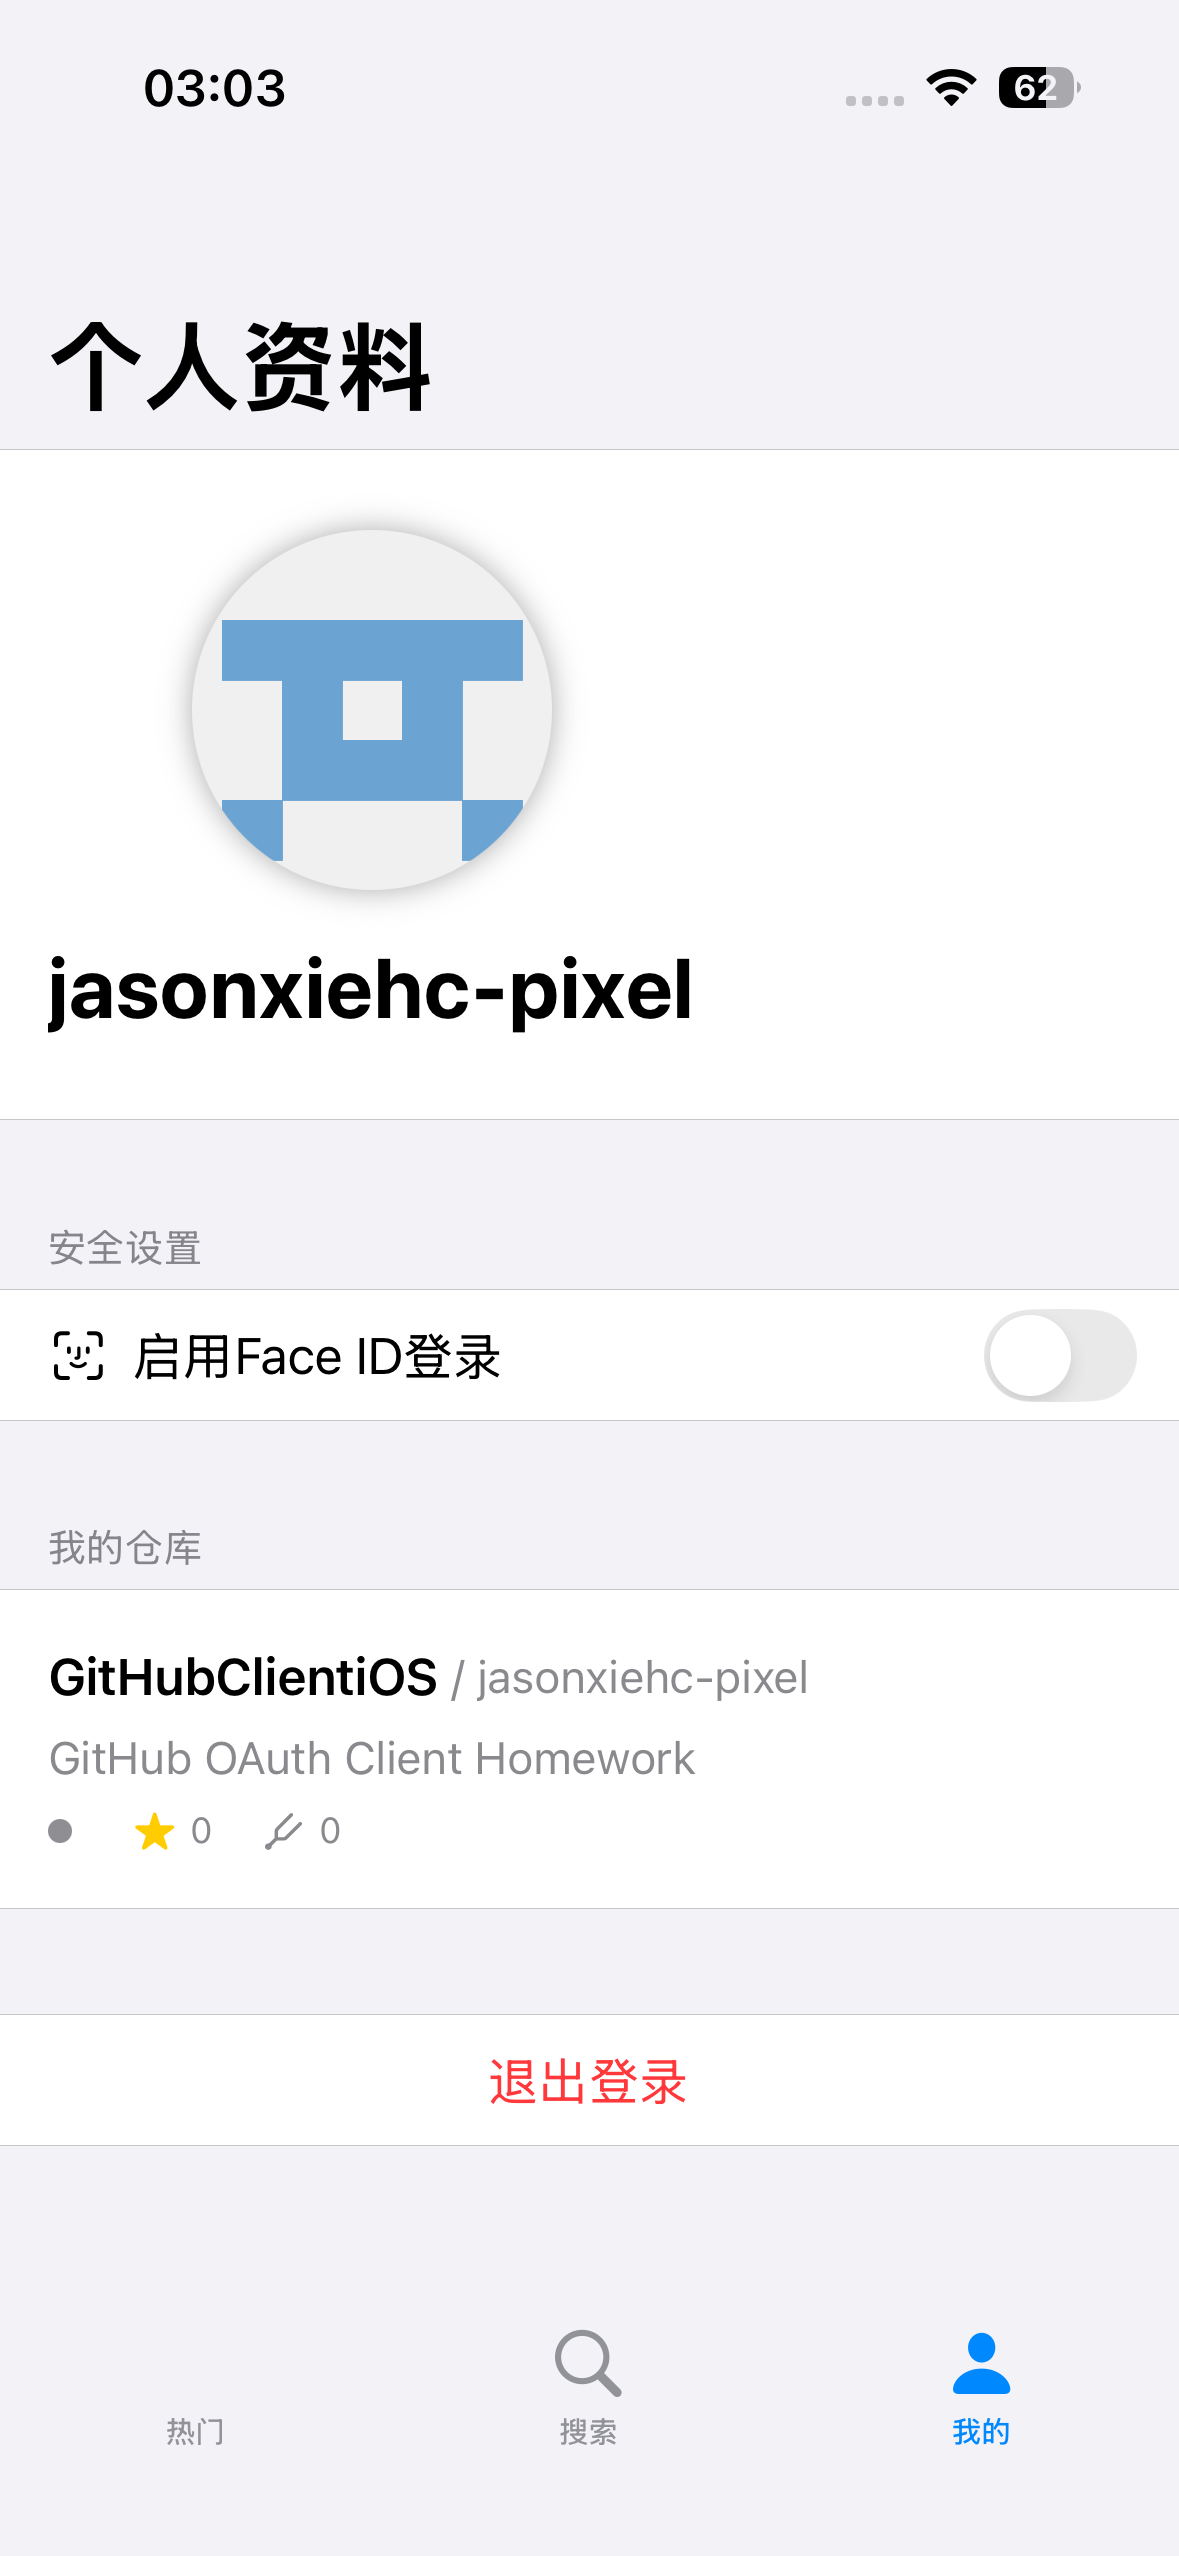 03:03
62
个人资料
jasonxiehc-pixel
安全设置
启用Face ID登录
我的仓库
GitHubClientiOS / jasonxiehc-pixel
GitHub OAuth Client Homework
0 0
退出登录
热门 搜索 我的